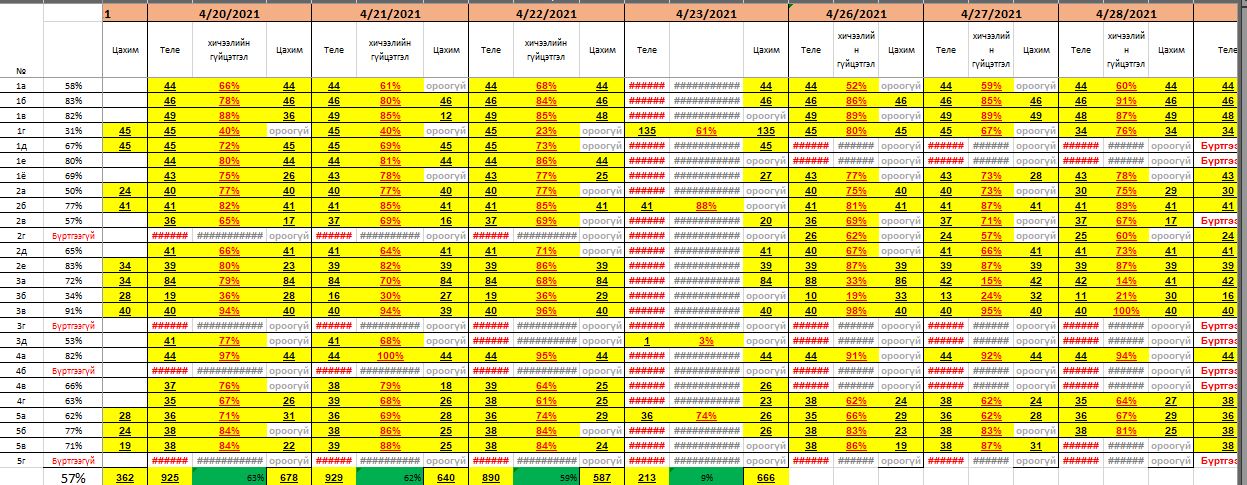 1 4/20/2021 4/21/2021 4/22/2021 4/23/2021 4/26/2021 4/27/2021 4/28/2021
№ Цахим Теле хичээлийн гүйцэтгэл Цахим Теле хичээлийн гүйцэтгэл Цахим Теле хичээлийн гүйцэтгэл Цахим Теле Цахим Теле хичээлийн гүйцэтгэл Цахим Теле хичээлийн гүйцэтгэл Цахим Теле хичээлийн гүйцэтгэл Цахим Теле
1а 58% 44 66% 44 44 61% ороогүй 44 68% 44 ###### ########### 44 44 52% ороогүй 44 59% ороогүй 44 60% 44 44
1б 83% 46 78% 46 46 80% 46 46 84% 46 ###### ########### 46 46 86% 46 46 85% 46 46 91% 46 46
1в 82% 49 88% 36 49 85% 12 49 85% 48 ###### ########### ороогүй 49 89% ороогүй 49 89% 49 48 87% 49 49
1г 31% 45 45 40% ороогүй 45 40% ороогүй 45 23% ороогүй 135 61% 135 45 80% 45 45 67% ороогүй 34 76% 34 34
1д 67% 45 45 72% 45 45 69% 45 45 73% ороогүй ###### ########### 45 ###### ###### ороогүй ###### ###### ороогүй ###### ###### ороогүй Бүртгэ
1е 80% 44 80% 44 44 81% 44 44 86% 44 ###### ########### ороогүй ###### ###### ороогүй ###### ###### ороогүй ###### ###### ороогүй Бүртгэ
1ё 69% 43 75% 26 43 78% ороогүй 43 77% 25 ###### ########### 27 43 77% ороогүй 43 73% 28 43 78% ороогүй 43
2а 50% 24 40 77% 40 40 77% 40 40 77% ороогүй ###### ########### ороогүй 40 75% 40 40 73% ороогүй 30 75% 29 30
2б 77% 41 41 82% 41 41 85% 41 41 85% 41 41 88% ороогүй 41 81% 41 41 87% 41 41 89% 41 41
2в 57% 36 65% 17 37 69% 16 37 69% ороогүй ###### ########### 20 36 69% ороогүй 37 71% ороогүй 37 67% 17 Бүртгэ
2г Бүртгээгүй ###### ########### ороогүй ###### ########### ороогүй ###### ########### ороогүй ###### ########### ороогүй 26 62% ороогүй 24 57% ороогүй 25 60% ороогүй 24
2д 65% 41 66% 41 41 64% 41 41 71% ороогүй ###### ########### 41 40 67% ороогүй 41 66% 41 41 73% 41 41
2е 83% 34 39 80% 23 39 82% 39 39 86% 39 ###### ########### 39 39 87% 39 39 87% 39 39 87% 39 39
3а 72% 34 84 79% 84 84 70% 84 84 68% 84 ###### ########### 84 88 33% 86 42 15% 42 42 14% 41 42
3б 34% 28 19 36% 28 16 30% 27 19 36% 29 ###### ########### ороогүй 10 19% 33 13 24% 32 11 21% 30 16
3в 91% 40 40 94% 40 40 94% 39 40 96% 40 ###### ########### 40 40 98% 40 40 95% 40 40 100% 40 40
3г Бүртгээгүй ###### ########### ороогүй ###### ########### ороогүй ###### ########### ороогүй ###### ########### ороогүй ###### ###### ороогүй ###### ###### ороогүй ###### ###### ороогүй Бүртгэ
3д 53% 41 77% ороогүй 41 68% ороогүй ###### ########### ороогүй 1 3% ороогүй ###### ###### ороогүй ###### ###### ороогүй ###### ###### ороогүй Бүртгэ
4а 82% 44 97% 44 44 100% 44 44 95% 44 ###### ########### 44 44 91% ороогүй 44 92% 44 44 94% 44 44
4б Бүртгээгүй ###### ########### ороогүй ###### ########### ороогүй ###### ########### ороогүй ###### ########### ороогүй ###### ###### ороогүй ###### ###### ороогүй ###### ###### ороогүй Бүртгэ
4в 66% 37 76% ороогүй 38 79% 18 39 64% 25 ###### ########### 26 ###### ###### ороогүй ###### ###### ороогүй ###### ###### ороогүй Бүртгэ
4г 63% 35 67% 26 39 68% 26 38 61% 25 ###### ########### 23 38 62% 24 38 62% 24 35 64% 27 38
5а 62% 28 36 71% 31 36 69% 28 38 74% 29 36 74% 26 35 66% 29 36 62% 28 36 67% 29 36
5б 77% 24 38 84% ороогүй 38 86% 25 38 84% ороогүй ###### ########### 26 38 83% 23 38 83% ороогүй 38 81% 25 38
5в 71% 19 38 84% 22 39 88% 25 38 84% 24 ###### ########### ороогүй 38 86% 19 38 87% 31 ###### ###### ороогүй 38
5г Бүртгээгүй ###### ########### ороогүй ###### ########### ороогүй ###### ########### ороогүй ###### ########### ороогүй ###### ###### ороогүй ###### ###### ороогүй ###### ###### ороогүй Бүртгэ
57% 362 925 63% 678 929 62% 640 890 59% 587 213 9% 666